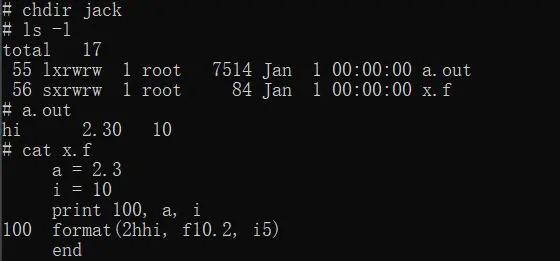 # chdir jack
# ls -l
total   17
 55 lxrwrw  1 root   7514 Jan  1 00:00:00 a.out
 56 sxrwrw  1 root     84 Jan  1 00:00:00 x.f
# a.out
hi      2.30   10
# cat x.f
      a = 2.3
      i = 10
      print 100, a, i
100   format(2hhi, f10.2, i5)
      end